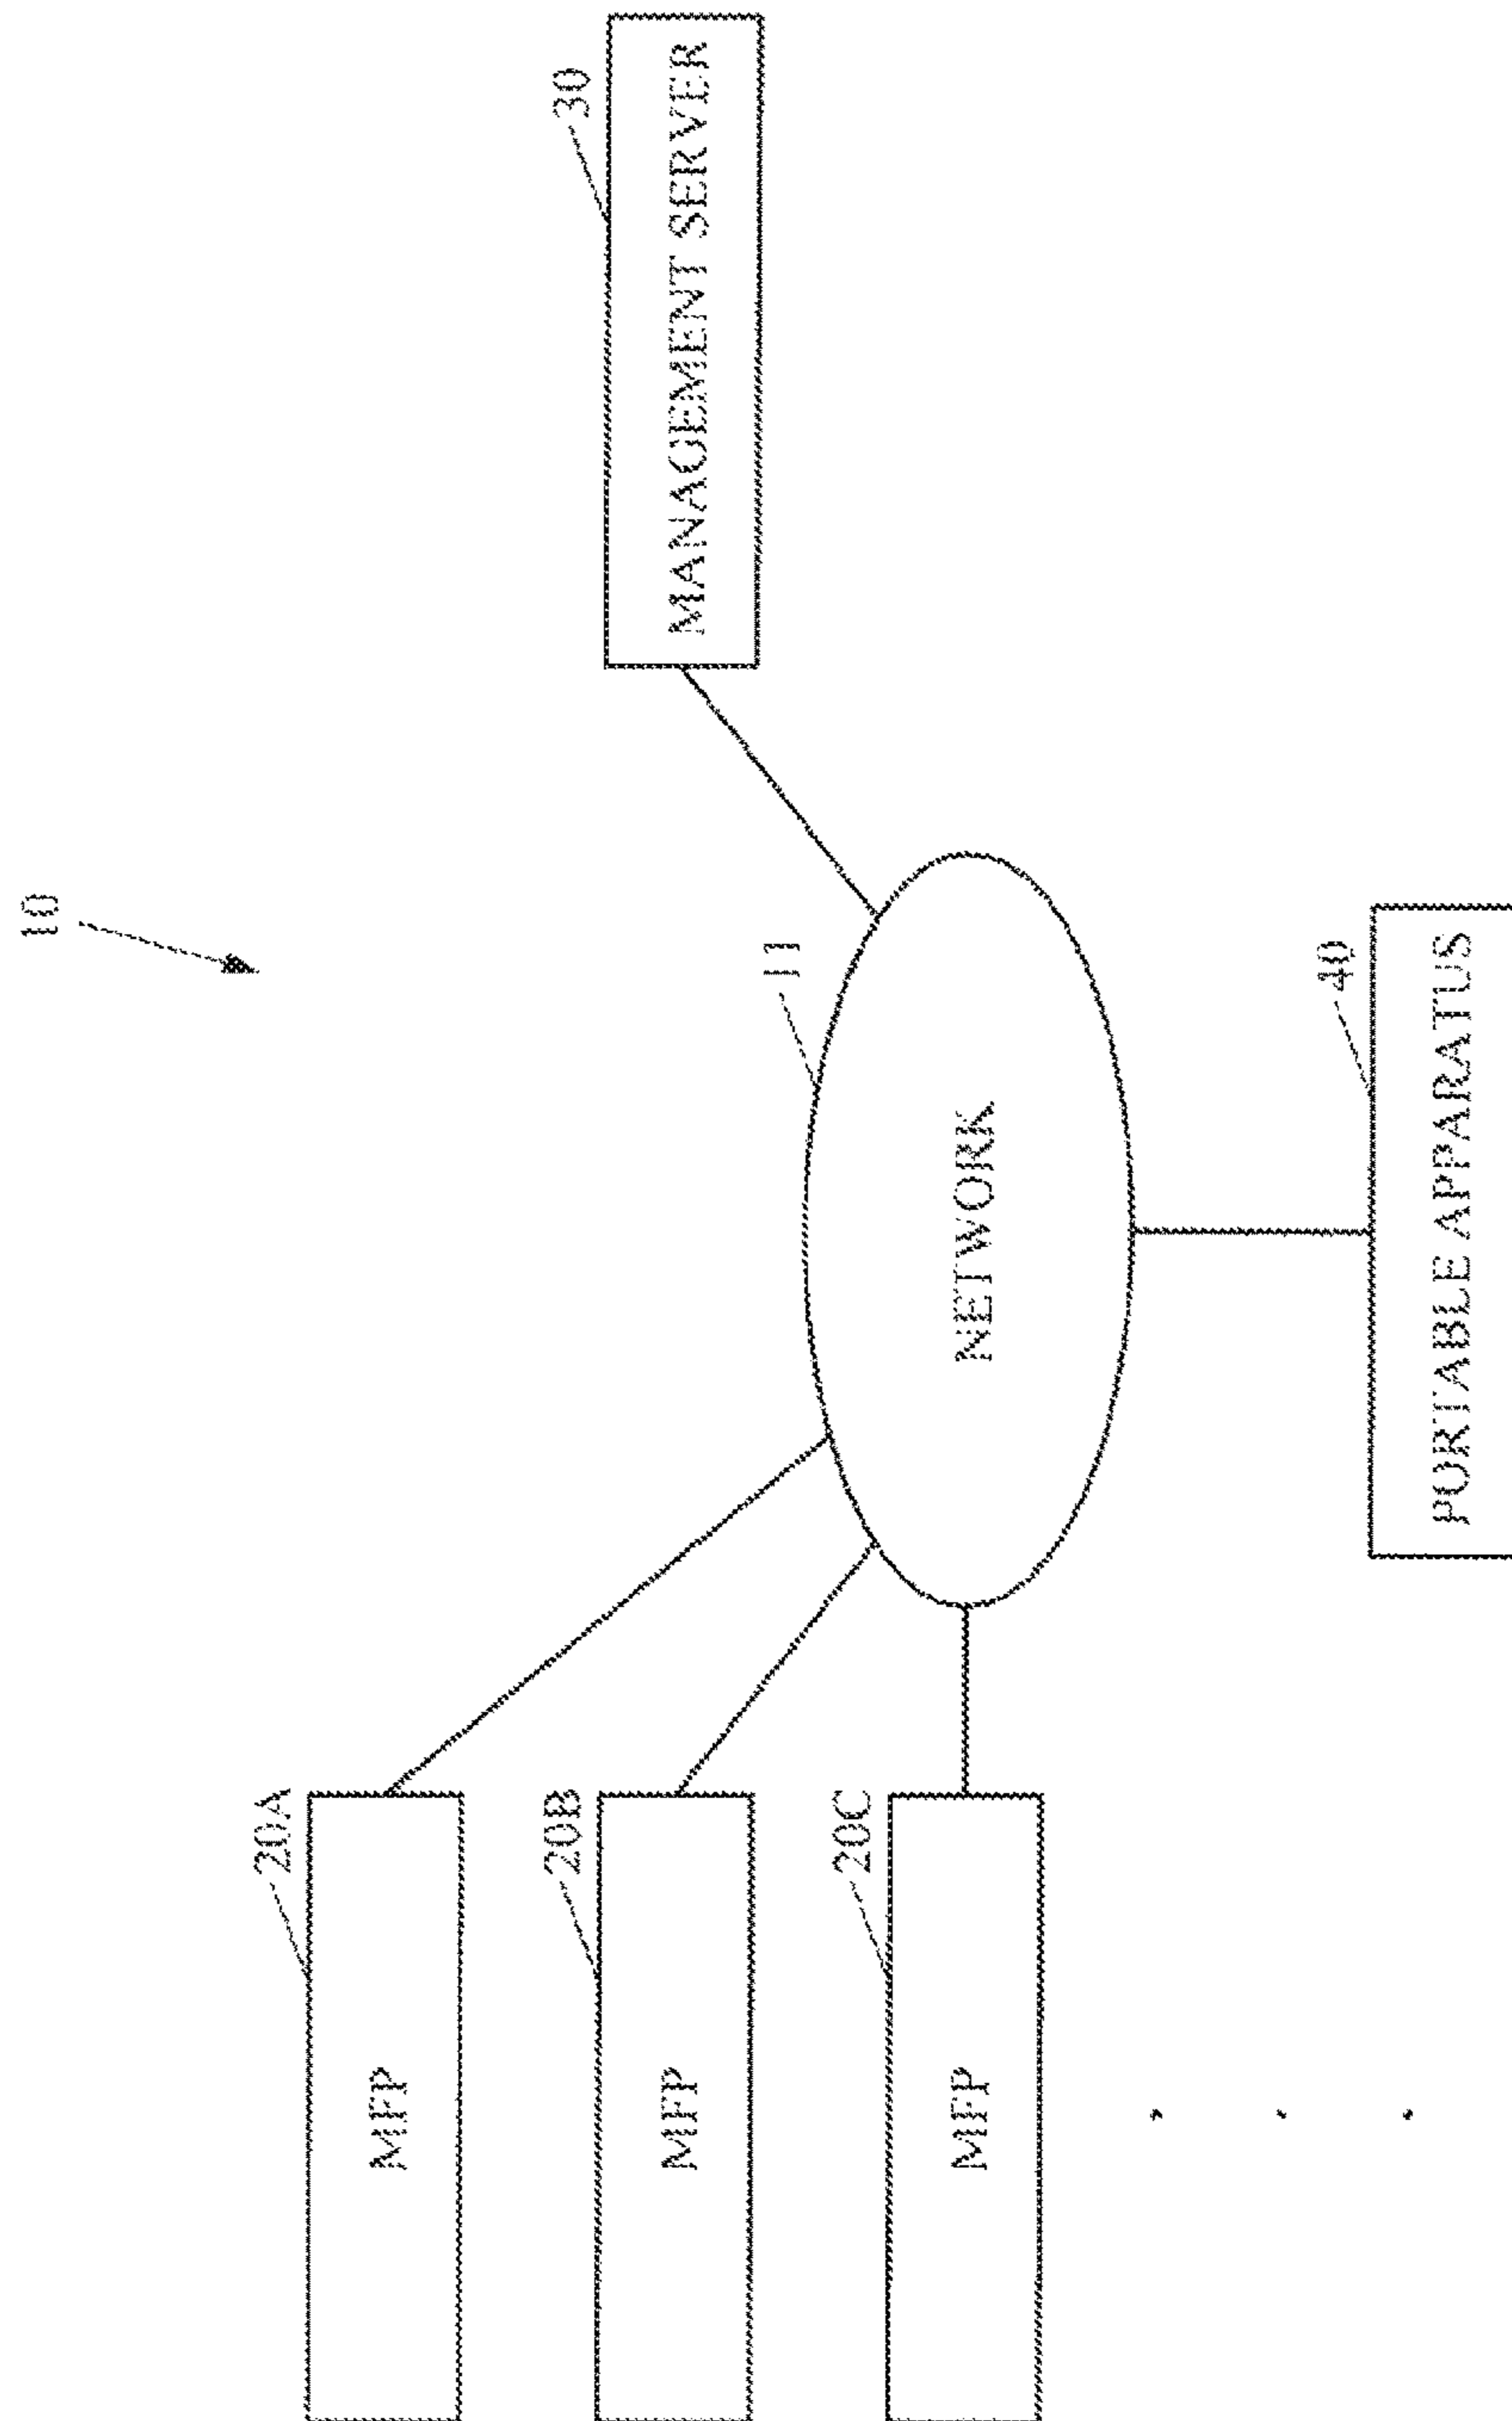 10
20A
MFP
20B
MFP
20C
MFP
11
NETWORK
30
MANAGEMENT SERVER
40
PORTABLE APPARATUS